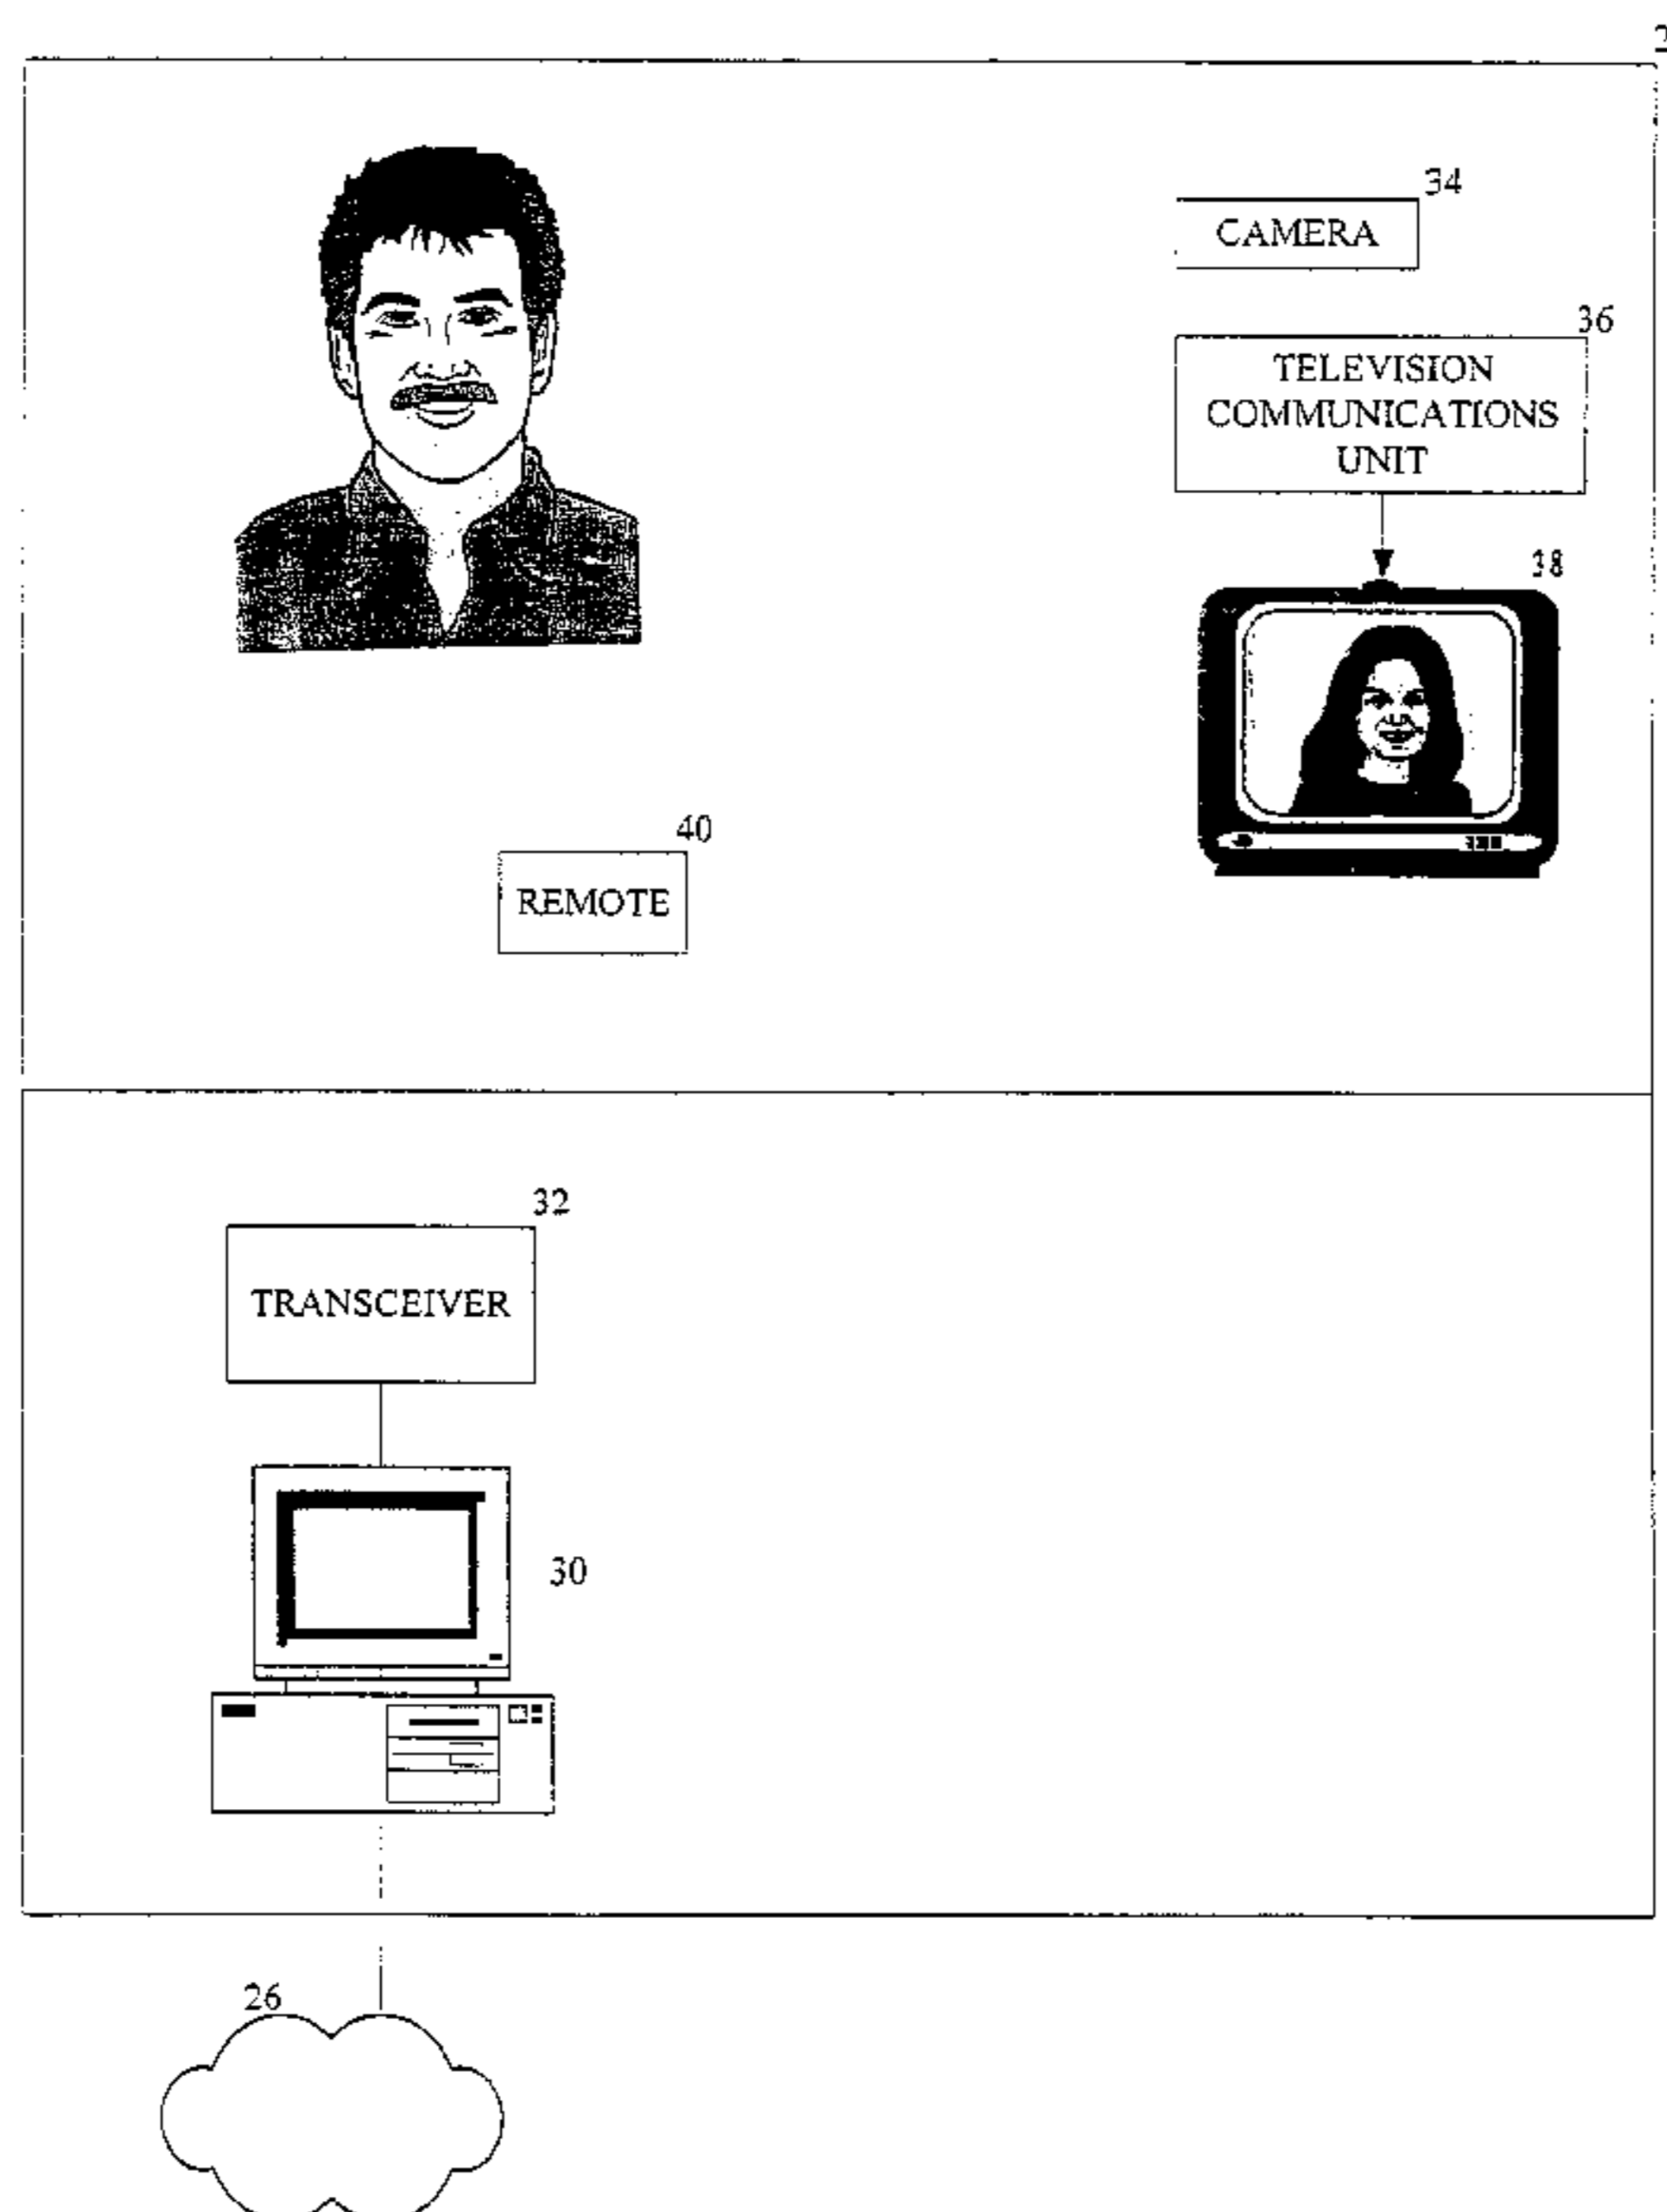 34
CAMERA
36
TELEVISION
COMMUNICATIONS
UNIT
38
40
REMOTE
32
TRANSCEIVER
30
26